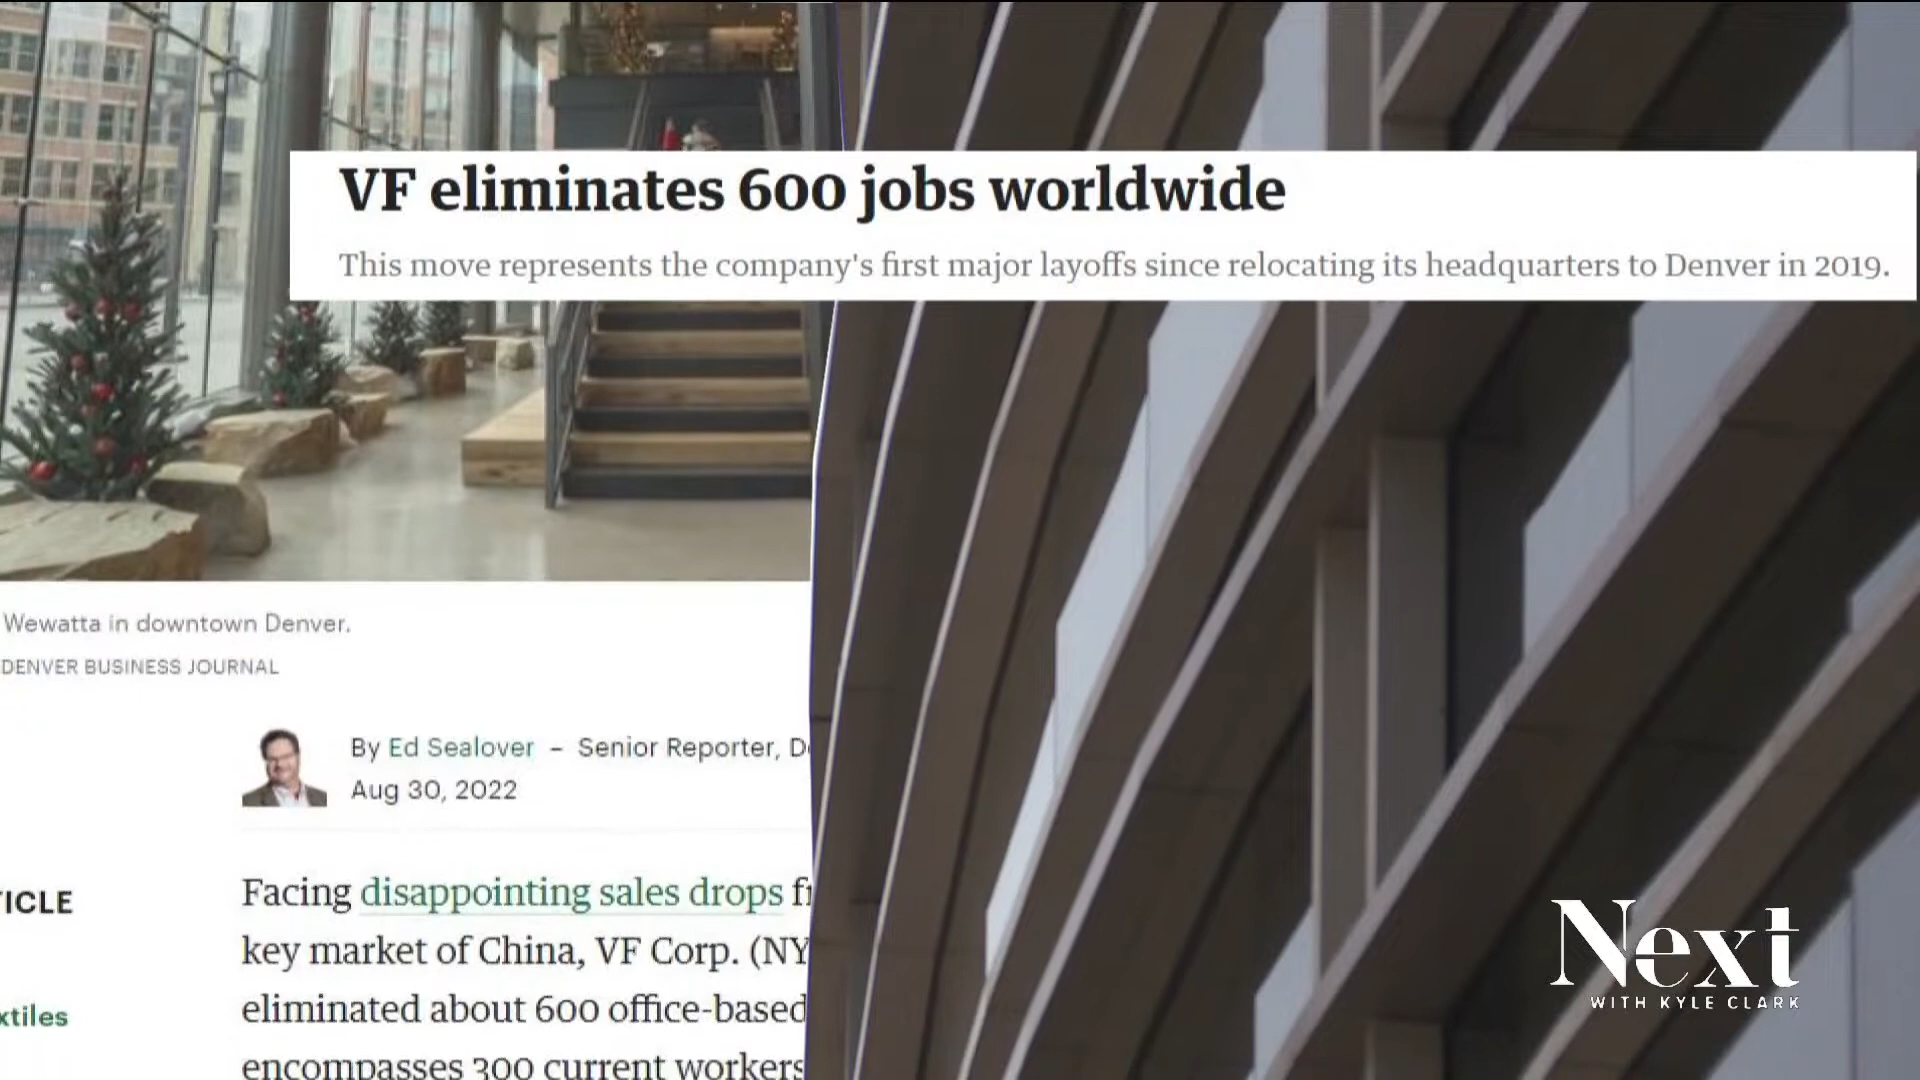 VF eliminates 600 jobs worldwide
This move represents the company's first major layoffs since relocating its headquarters to Denver in 2019.
Wewatta in downtown Denver.
DENVER BUSINESS JOURNAL
By Ed Sealover – Senior Reporter, D
Aug 30, 2022
Facing disappointing sales drops f
key market of China, VF Corp. (NY
eliminated about 600 office-based
encompasses 300 current workers
TICLE
xtiles
Next
WITH KYLE CLARK